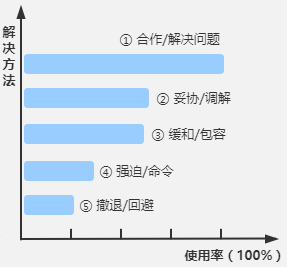 ① 合作/解决问题
解决方法
② 妥协/调解
③ 缓和/包容
④ 强迫/命令
⑤ 撤退/回避
使用率（100%）